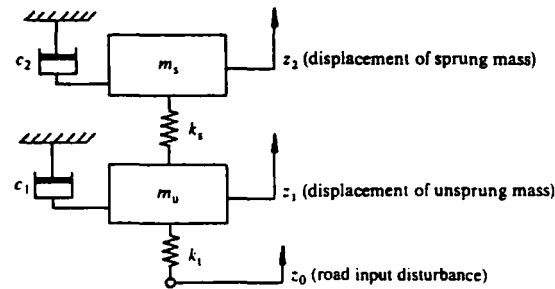 c₂
mₛ
z₂ (displacement of sprung mass)
kₛ
c₁
mᵤ
z₁ (displacement of unsprung mass)
kₜ
z₀ (road input disturbance)